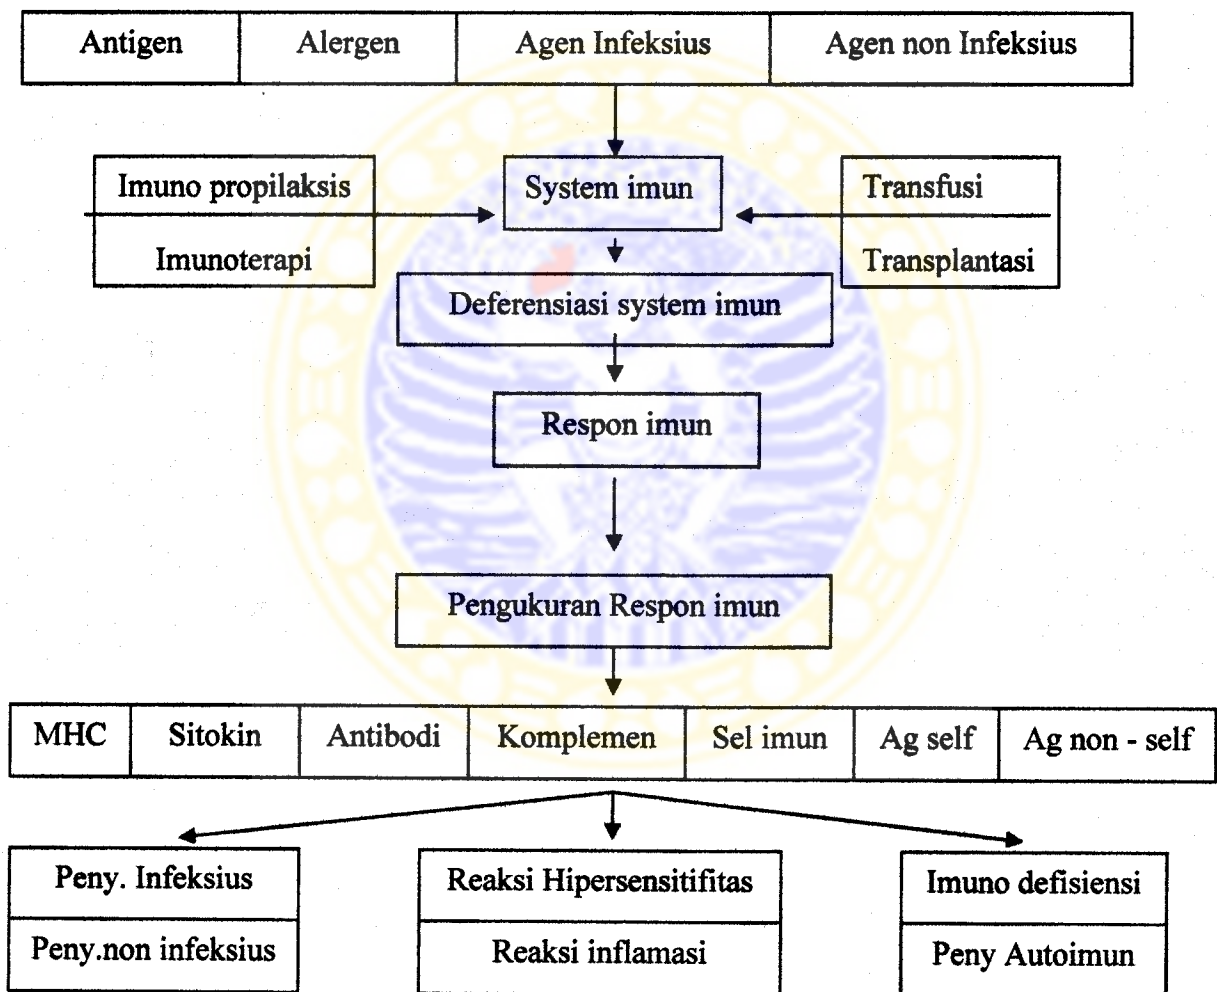 Antigen Alergen Agen Infeksius Agen non Infeksius
Imuno propilaksis System imun Transfusi
Imunoterapi Transplantasi
Deferensiasi system imun
Respon imun
Pengukuran Respon imun
MHC Sitokin Antibodi Komplemen Sel imun Ag self Ag non - self
Peny. Infeksius Reaksi Hipersensitifitas Imuno defisiensi
Peny.non infeksius Reaksi inflamasi Peny Autoimun